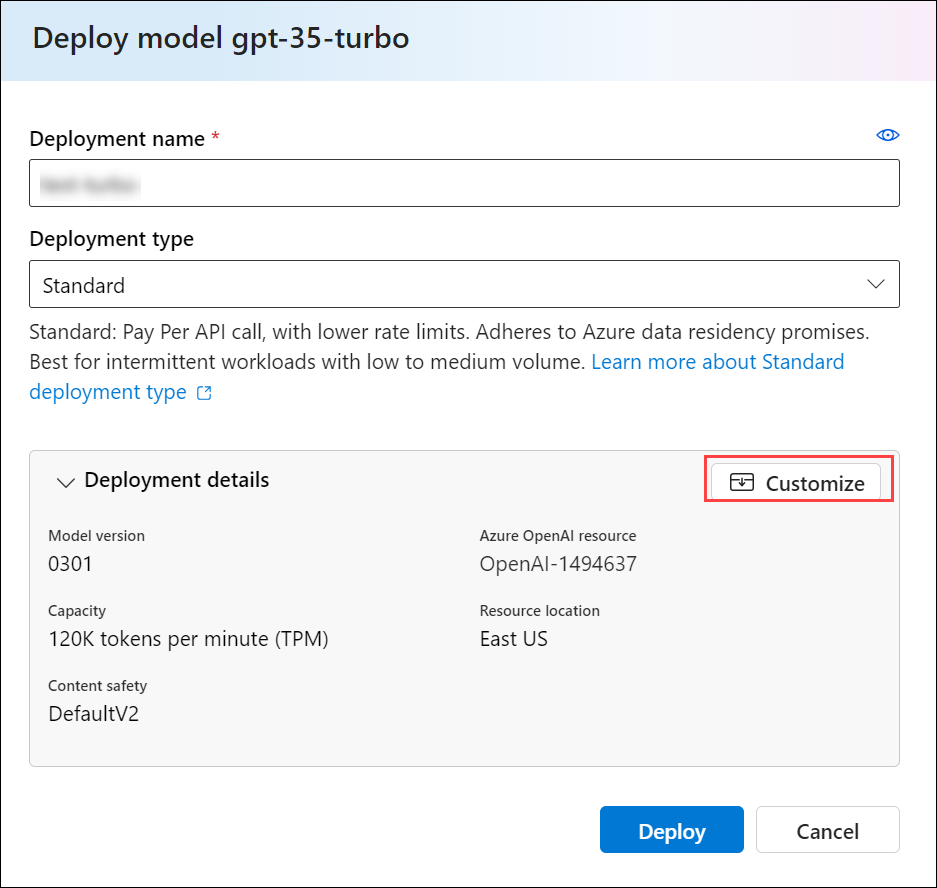 Deploy model gpt-35-turbo
Deployment name *
Deployment type
Standard
Standard: Pay Per API call, with lower rate limits. Adheres to Azure data residency promises.
Best for intermittent workloads with low to medium volume. Learn more about Standard
deployment type
Deployment details
Customize
Model version
Azure OpenAI resource
0301
OpenAI-1494637
Capacity
Resource location
120K tokens per minute (TPM)
East US
Content safety
DefaultV2
Deploy
Cancel